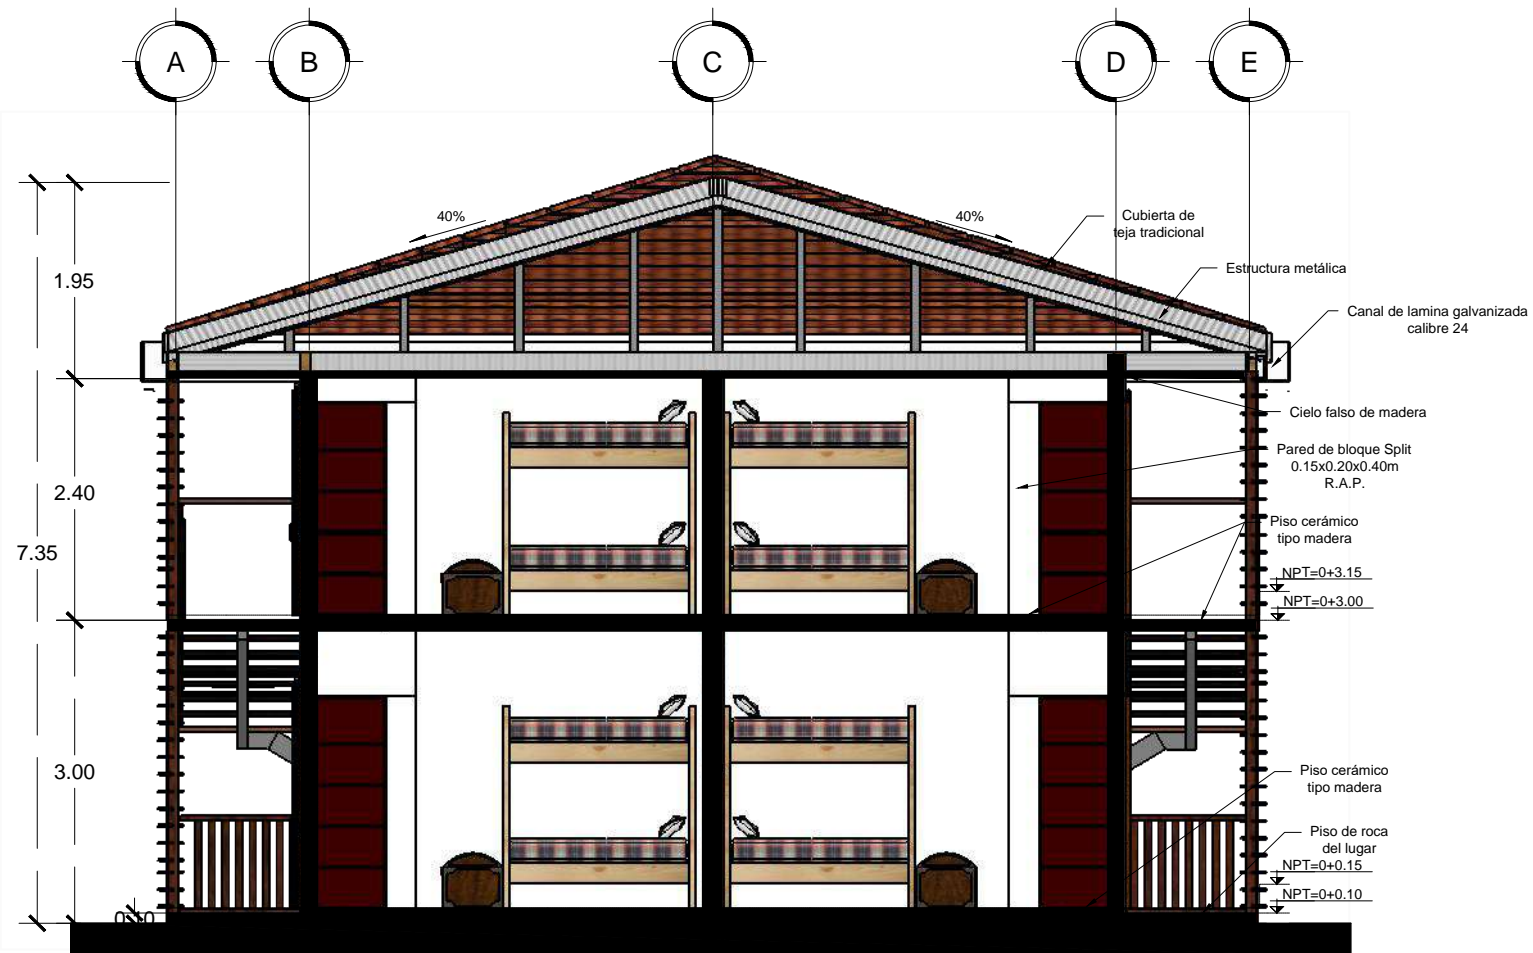 A
B
C
D
E
40%
40%
Cubierta de
teja tradicional
Estructura metálica
1.95
Canal de lamina galvanizada
calibre 24
Cielo falso de madera
Pared de bloque Split
0.15x0.20x0.40m
R.A.P.
2.40
Piso cerámico
tipo madera
7.35
NPT=0+3.15
NPT=0+3.00
3.00
Piso cerámico
tipo madera
Piso de roca
del lugar
NPT=0+0.15
NPT=0+0.10
0.10